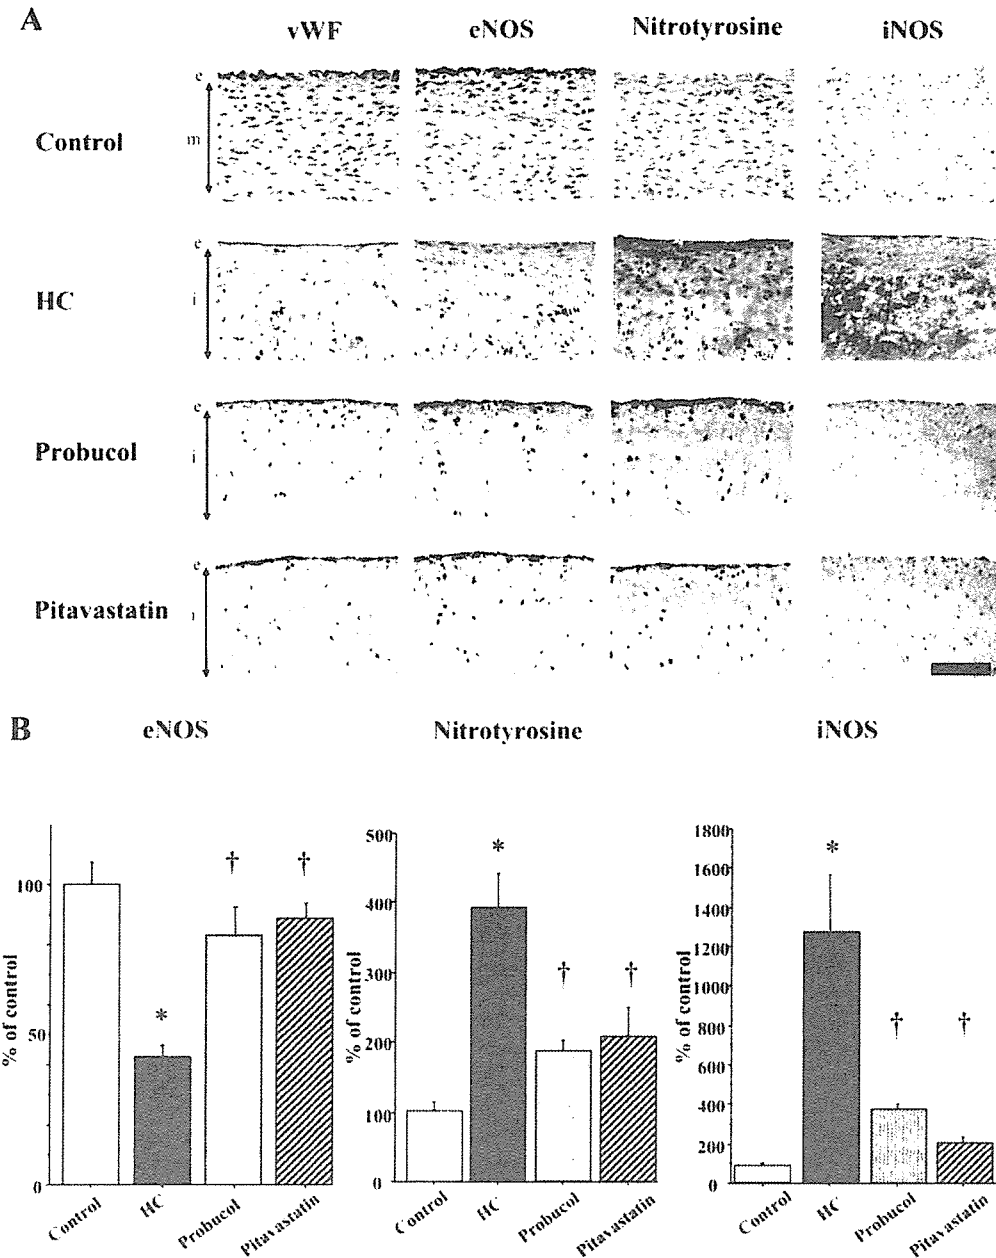 A
vWF eNOS Nitrotyrosine iNOS
e
Control
m
e
HC
i
e
Probucol
i
e
Pitavastatin
i
B
eNOS Nitrotyrosine iNOS
% of control
100
50
0
*
†
†
Control HC Probucol Pitavastatin
% of control
500
400
300
200
100
0
*
†
†
Control HC Probucol Pitavastatin
% of control
1800
1600
1400
1200
1000
800
600
400
200
0
*
†
†
Control HC Probucol Pitavastatin